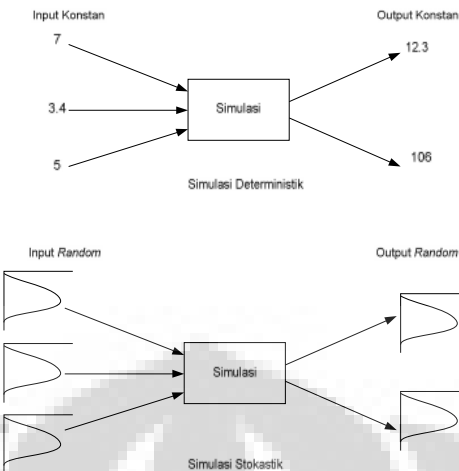 Input Konstan
Output Konstan
7
12.3
3.4
Simulasi
5
106
Simulasi Deterministik
Input Random
Output Random
Simulasi
Simulasi Stokastik